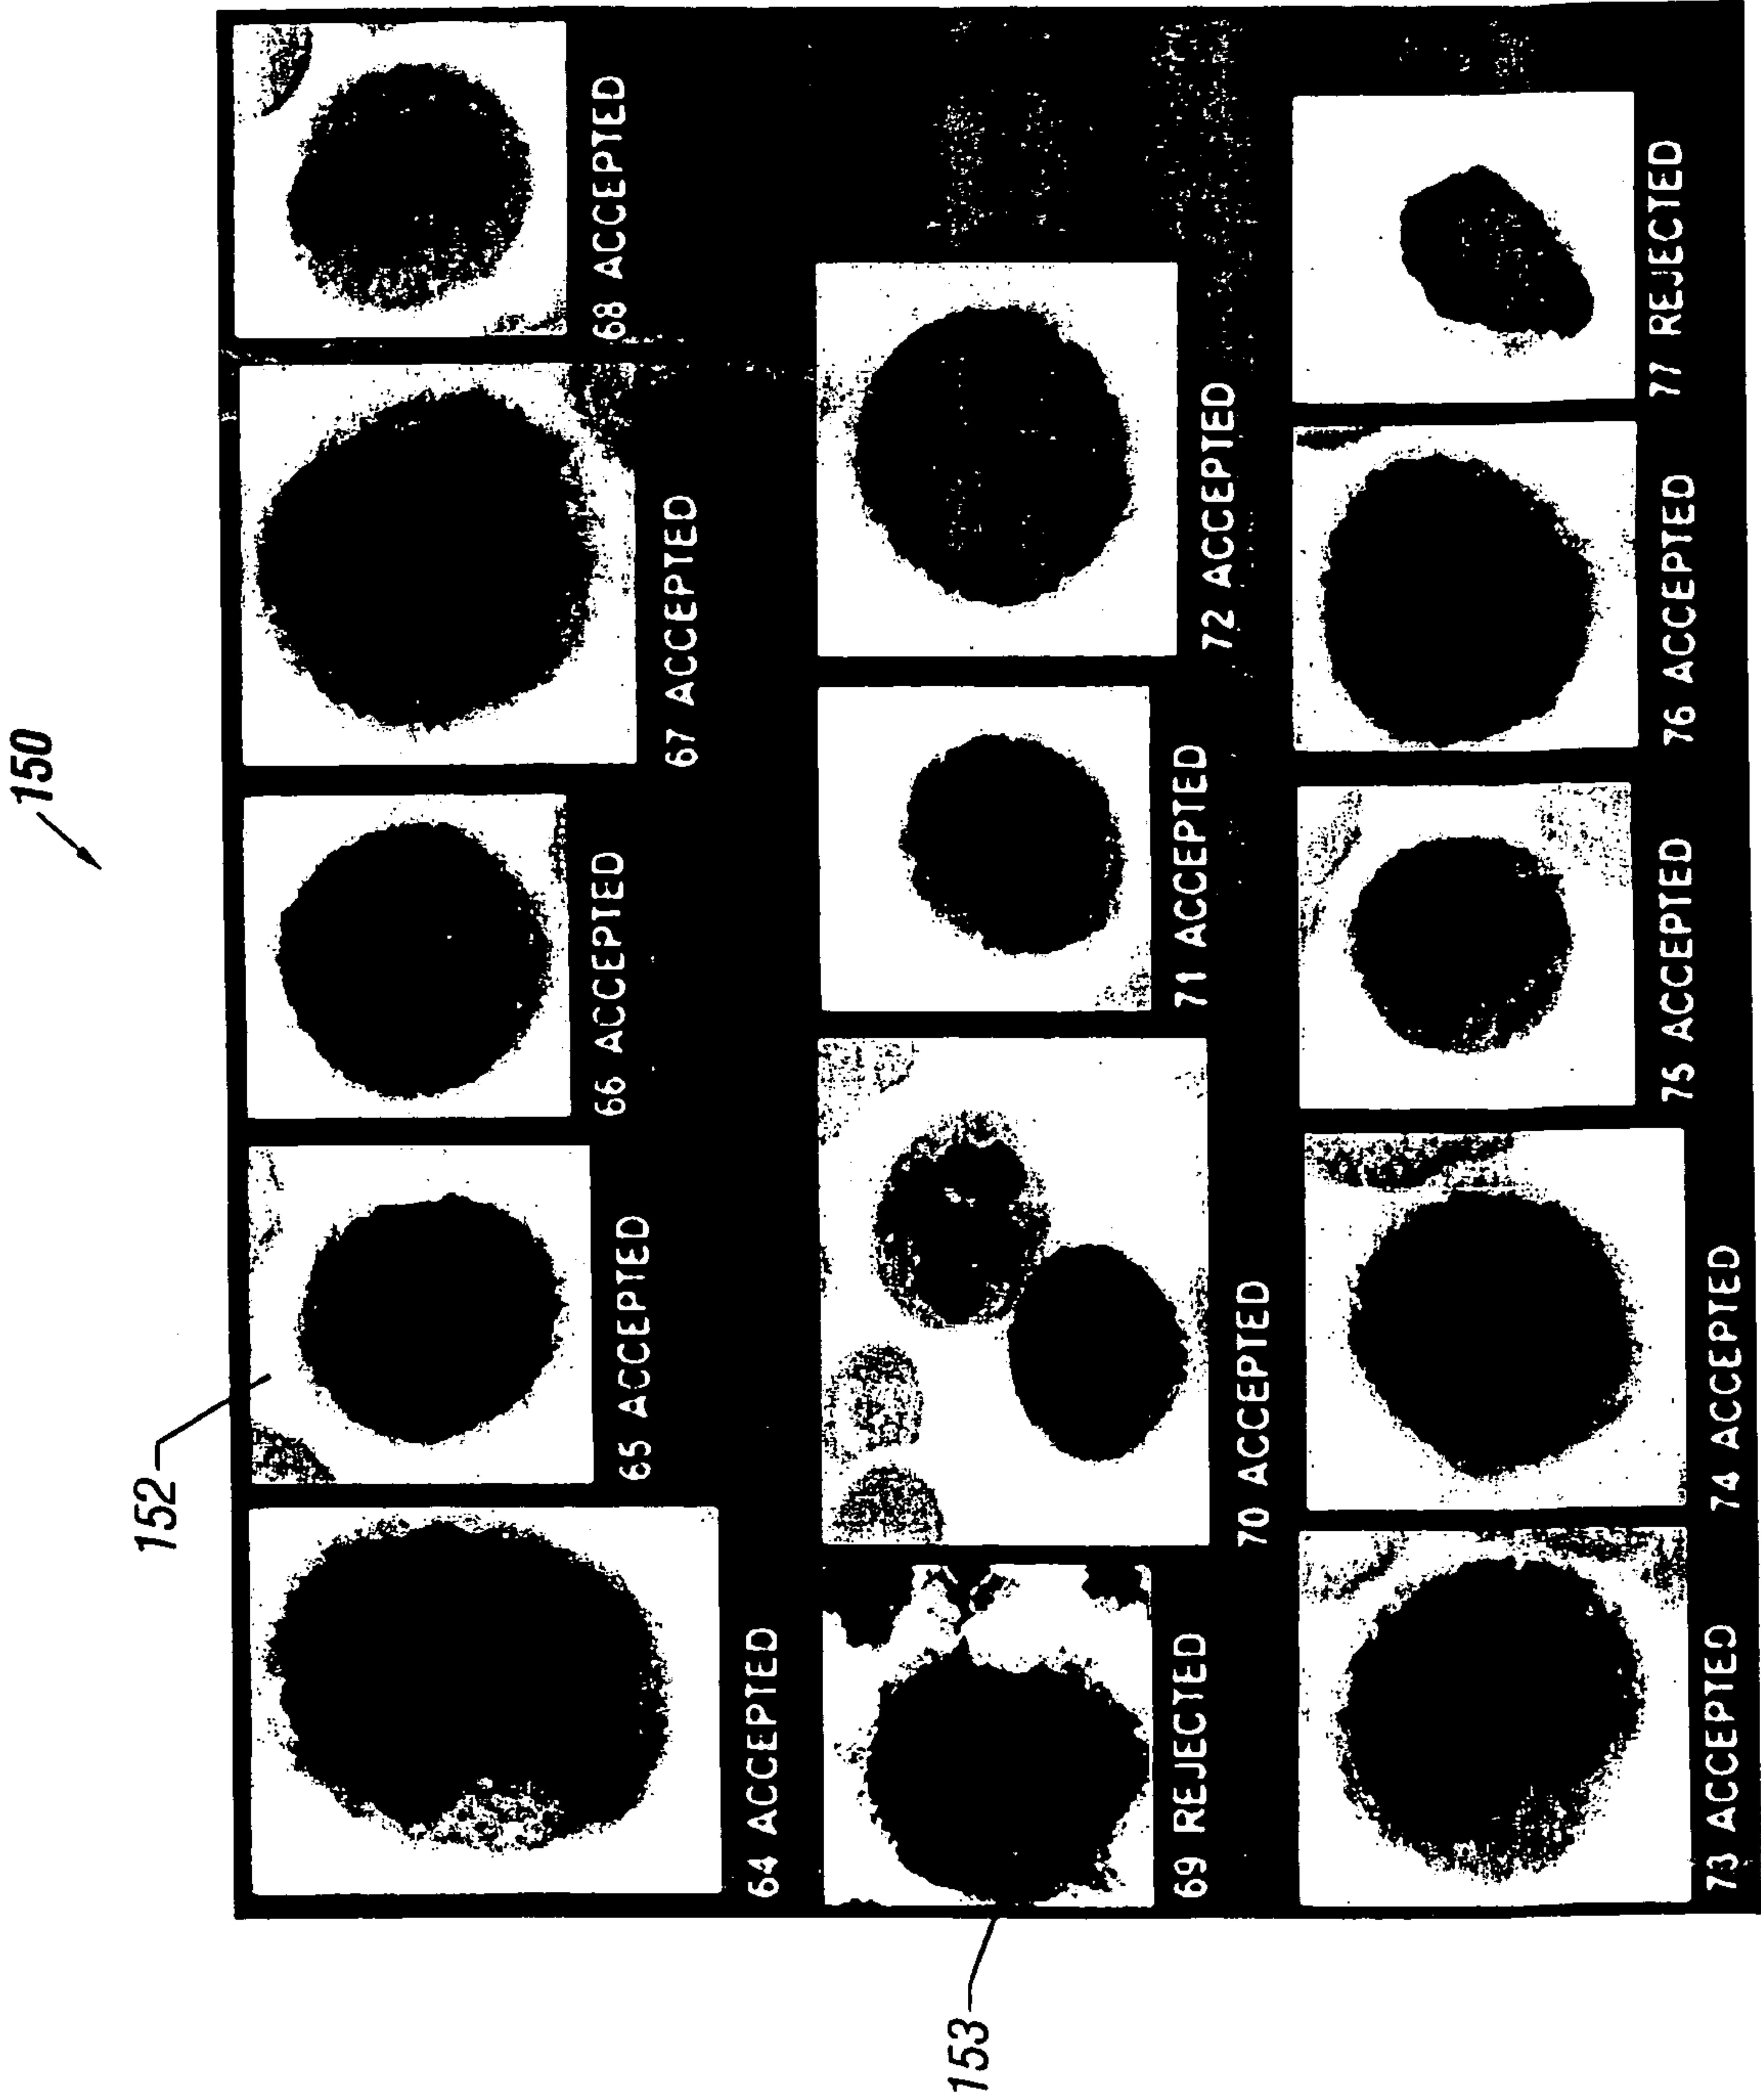 150
152
64 ACCEPTED
65 ACCEPTED
66 ACCEPTED
67 ACCEPTED
68 ACCEPTED
153
69 REJECTED
70 ACCEPTED
71 ACCEPTED
72 ACCEPTED
73 ACCEPTED
74 ACCEPTED
75 ACCEPTED
76 ACCEPTED
77 REJECTED